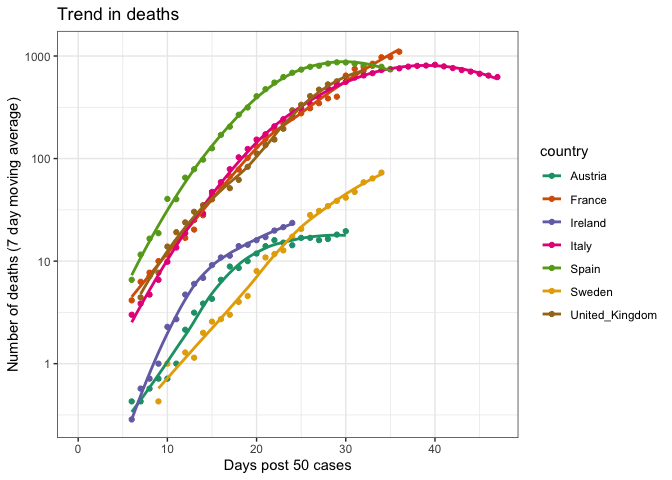 Trend in deaths
Number of deaths (7 day moving average)
1000
100
10
1
0
10
20
30
40
Days post 50 cases
country
Austria
France
Ireland
Italy
Spain
Sweden
United_Kingdom